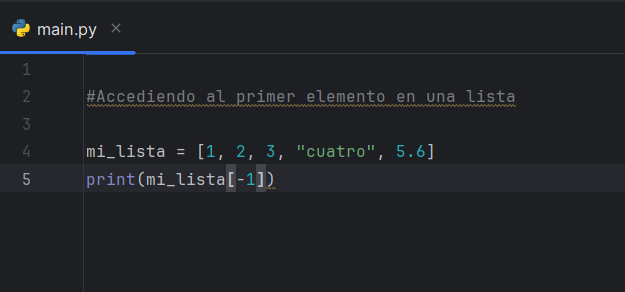 main.py ×
1
2 #Accediendo al primer elemento en una lista
3
4 mi_lista = [1, 2, 3, "cuatro", 5.6]
5 print(mi_lista[-1])